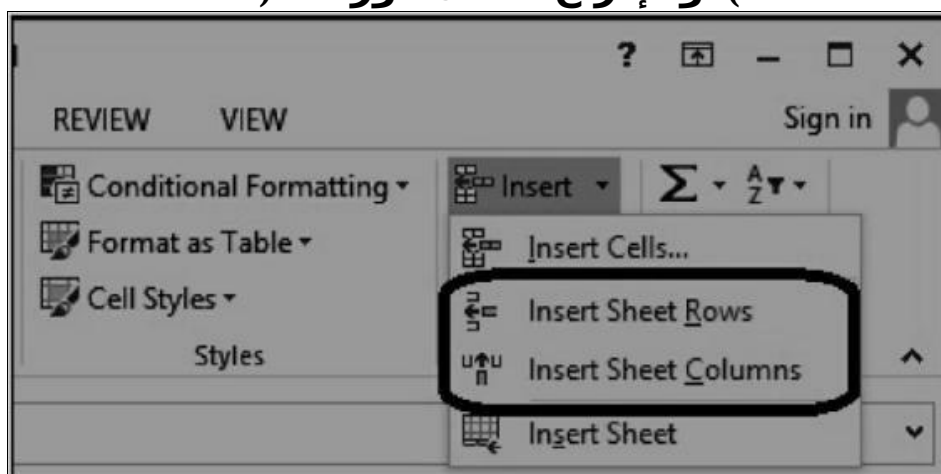 ?
REVIEW VIEW Sign in
Conditional Formatting Insert Σ A Z
Format as Table Insert Cells...
Cell Styles Insert Sheet Rows
Styles Insert Sheet Columns
Insert Sheet